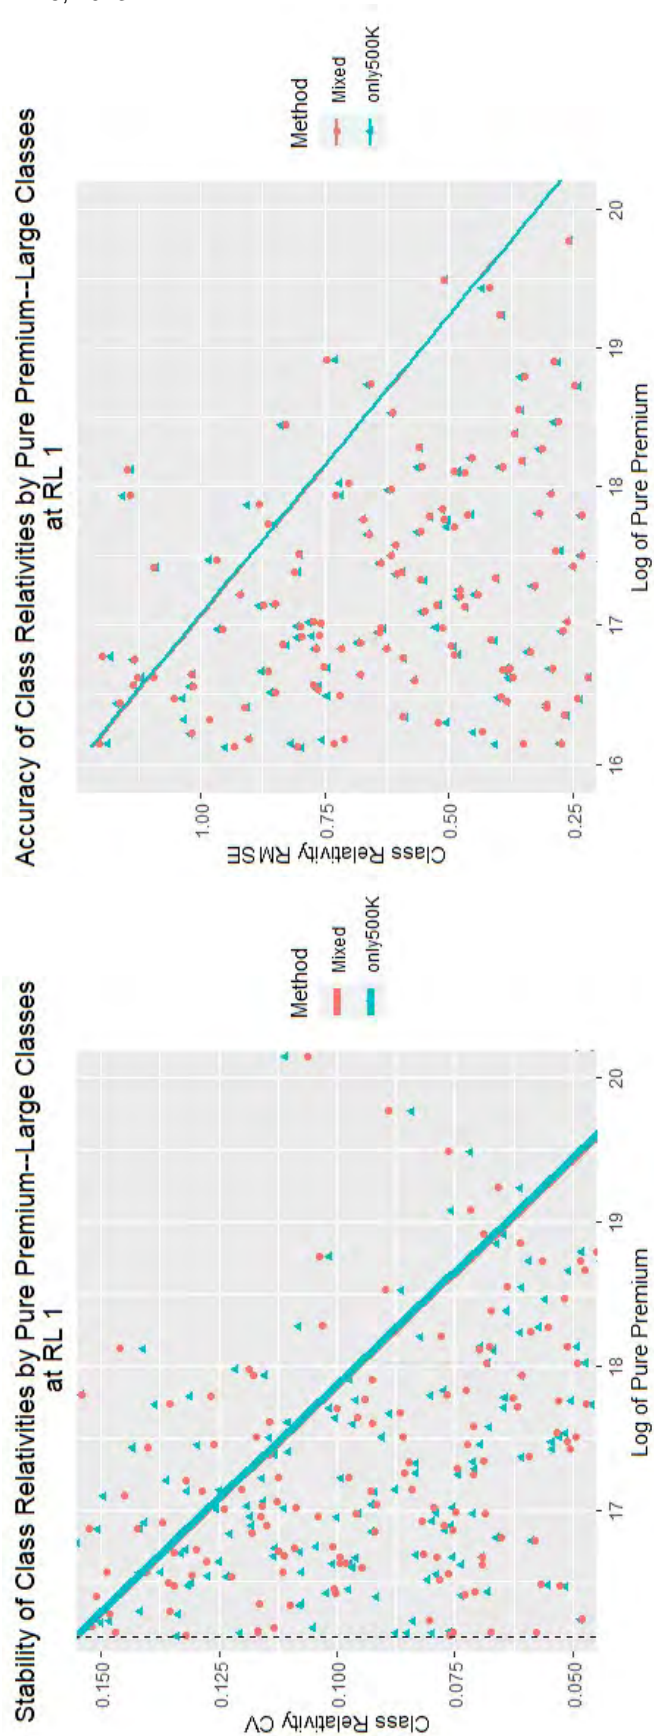 Stability of Class Relativities by Pure Premium--Large Classes
at RL 1
Class Relativity CV
0.150
0.125
0.100
0.075
0.050
17
18
19
20
Log of Pure Premium
Method
Mixed
only500K
Accuracy of Class Relativities by Pure Premium--Large Classes
at RL 1
Class Relativity RMSE
1.00
0.75
0.50
0.25
16
17
18
19
20
Log of Pure Premium
Method
Mixed
only500K